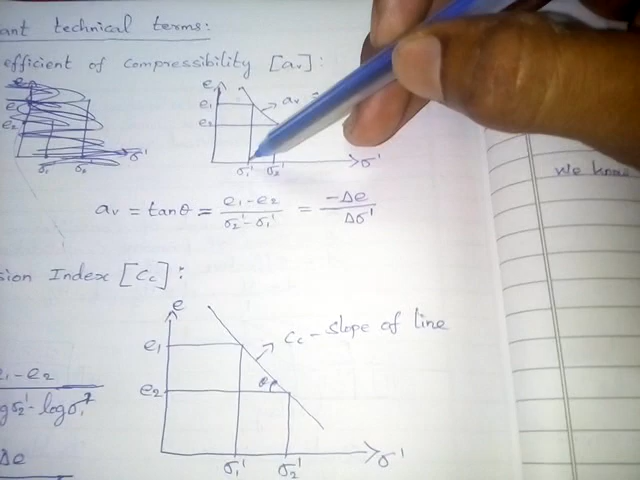 ant technical terms:
efficient of compressibility [aᵥ]:
e
e₁
e₂
σ₁'
σ₂'
σ'
e
e₁
e₂
aᵥ =
σ₁'
σ₂'
σ'
we know
aᵥ = tanθ = e₁-e₂ / σ₂'-σ₁' = -Δe / Δσ'
sion Index [Cc]:
e
e₁
e₂
Cc - slope of line
θ
σ₁'
σ₂'
σ'
e₁ - e₂
og σ₂' - log σ₁'
Δe